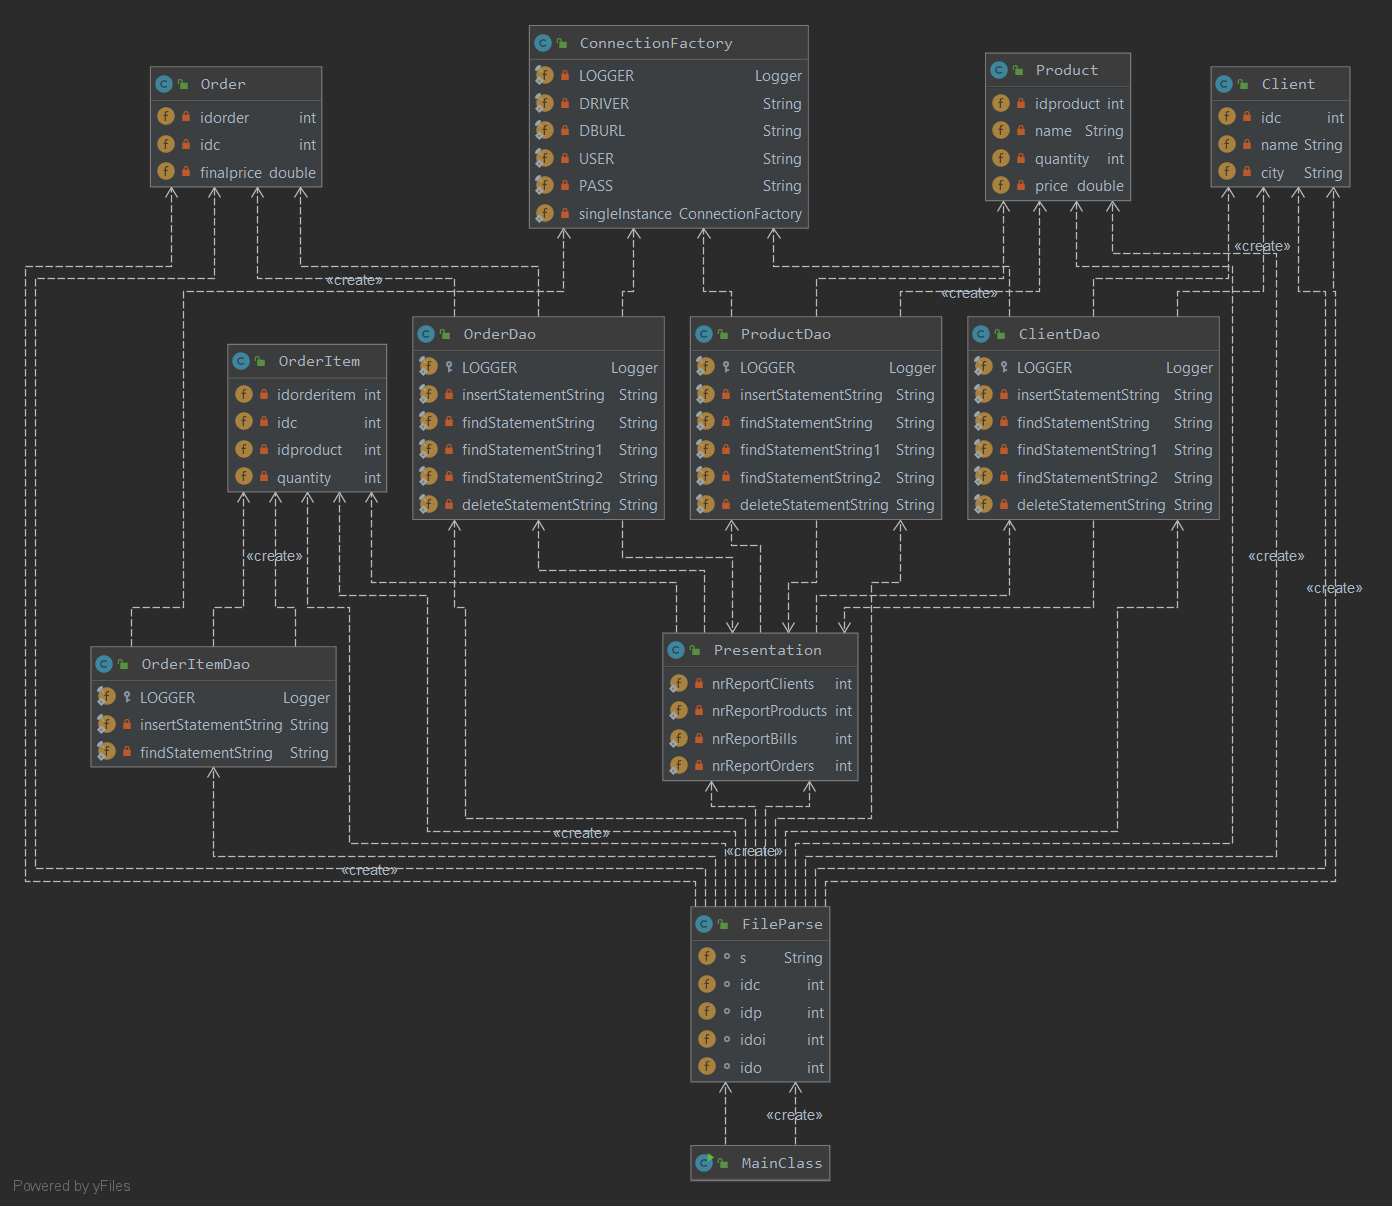 ConnectionFactory
LOGGER Logger
DRIVER String
DBURL String
USER String
PASS String
singleInstance ConnectionFactory
Order
idorder int
idc int
finalprice double
Product
idproduct int
name String
quantity int
price double
Client
idc int
name String
city String
«create»
«create»
«create»
OrderDao
LOGGER Logger
insertStatementString String
findStatementString String
findStatementString1 String
findStatementString2 String
deleteStatementString String
ProductDao
LOGGER Logger
insertStatementString String
findStatementString String
findStatementString1 String
findStatementString2 String
deleteStatementString String
ClientDao
LOGGER Logger
insertStatementString String
findStatementString String
findStatementString1 String
findStatementString2 String
deleteStatementString String
OrderItem
idorderitem int
idc int
idproduct int
quantity int
«create»
«create»
«create»
OrderItemDao
LOGGER Logger
insertStatementString String
findStatementString String
Presentation
nrReportClients int
nrReportProducts int
nrReportBills int
nrReportOrders int
«create»
«create»
«create»
FileParse
s String
idc int
idp int
idoi int
ido int
«create»
MainClass
Powered by yFiles